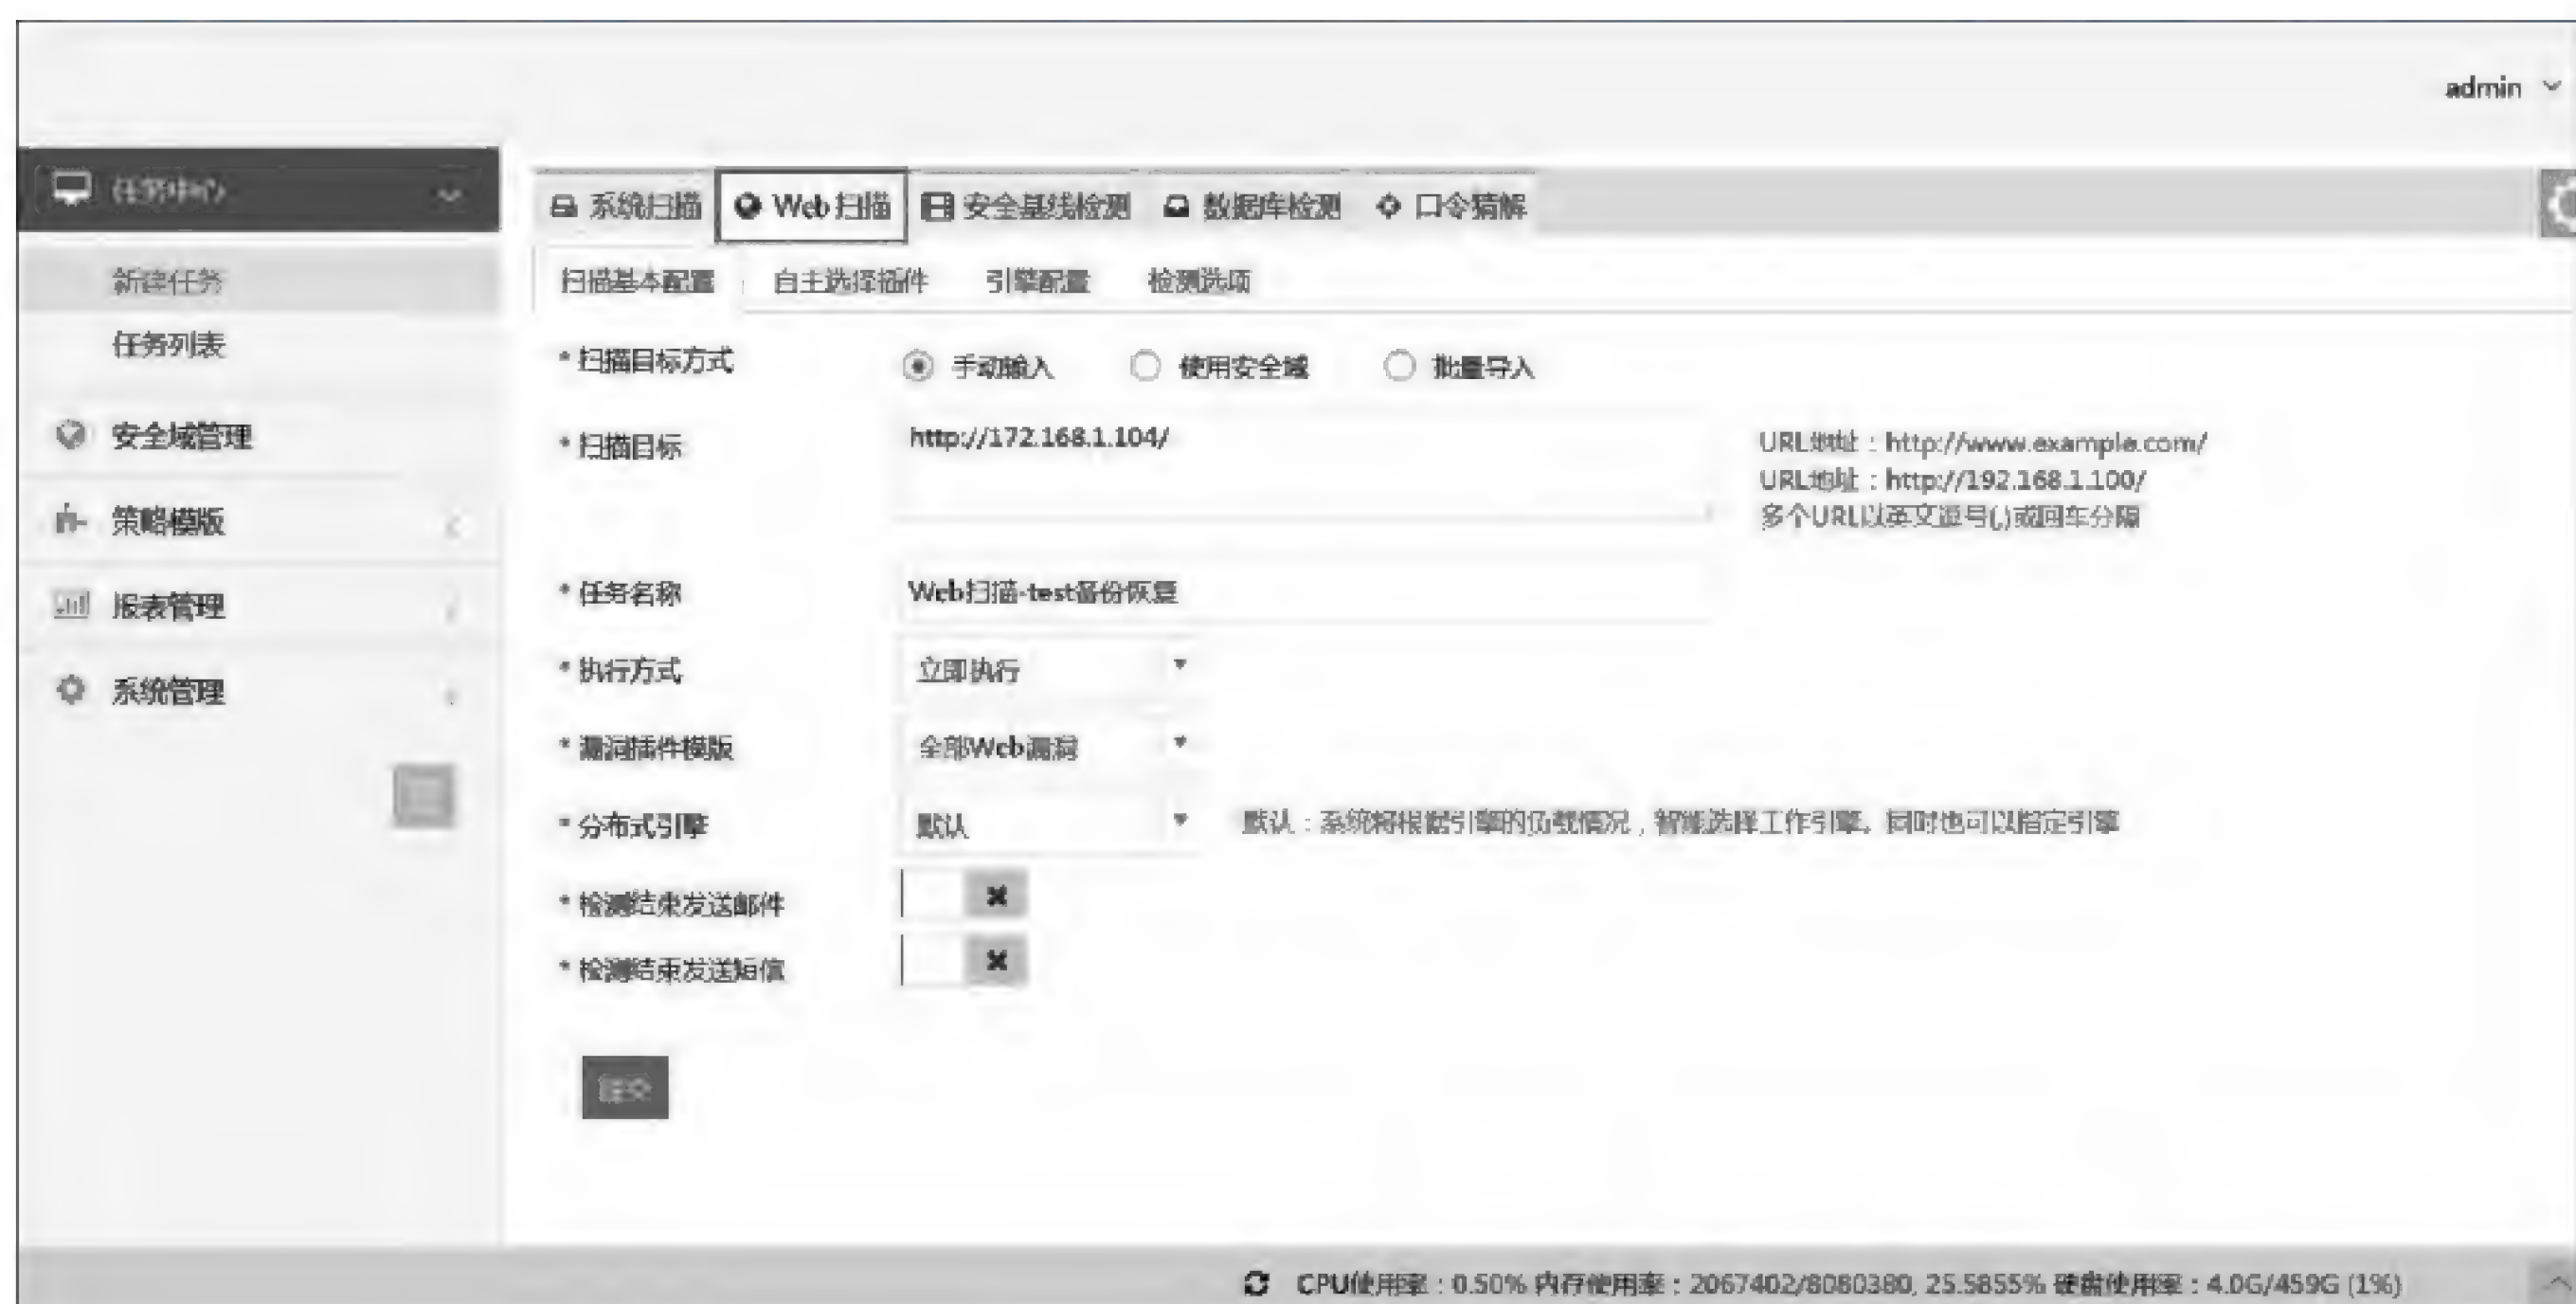 admin
任务中心
新建任务
任务列表
安全域管理
策略模版
报表管理
系统管理
系统扫描 Web 扫描 安全基线检测 数据库检测 口令猜解
扫描基本配置 自主选择插件 引擎配置 检测选项
* 扫描目标方式 手动输入 使用安全域 批量导入
* 扫描目标 http://172.168.1.104/
URL地址：http://www.example.com/
URL地址：http://192.168.1.100/
多个URL以英文逗号(,)或回车分隔
* 任务名称 Web扫描-test备份恢复
* 执行方式 立即执行
* 漏洞插件模版 全部Web漏洞
* 分布式引擎 默认 默认：系统将根据引擎的负载情况，智能选择工作引擎。同时也可以指定引擎
* 检测结束发送邮件
* 检测结束发送短信
提交
CPU使用率：0.50% 内存使用率：2067402/8080380, 25.5855% 硬盘使用率：4.0G/459G (1%)